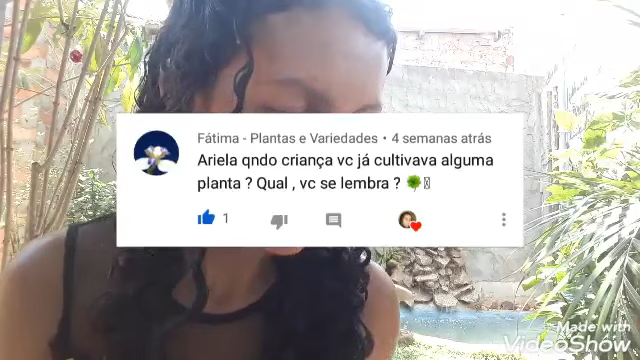 Fátima - Plantas e Variedades • 4 semanas atrás
Ariela qndo criança vc já cultivava alguma
planta ? Qual , vc se lembra ? 🌳
1
Made with
VideoShow